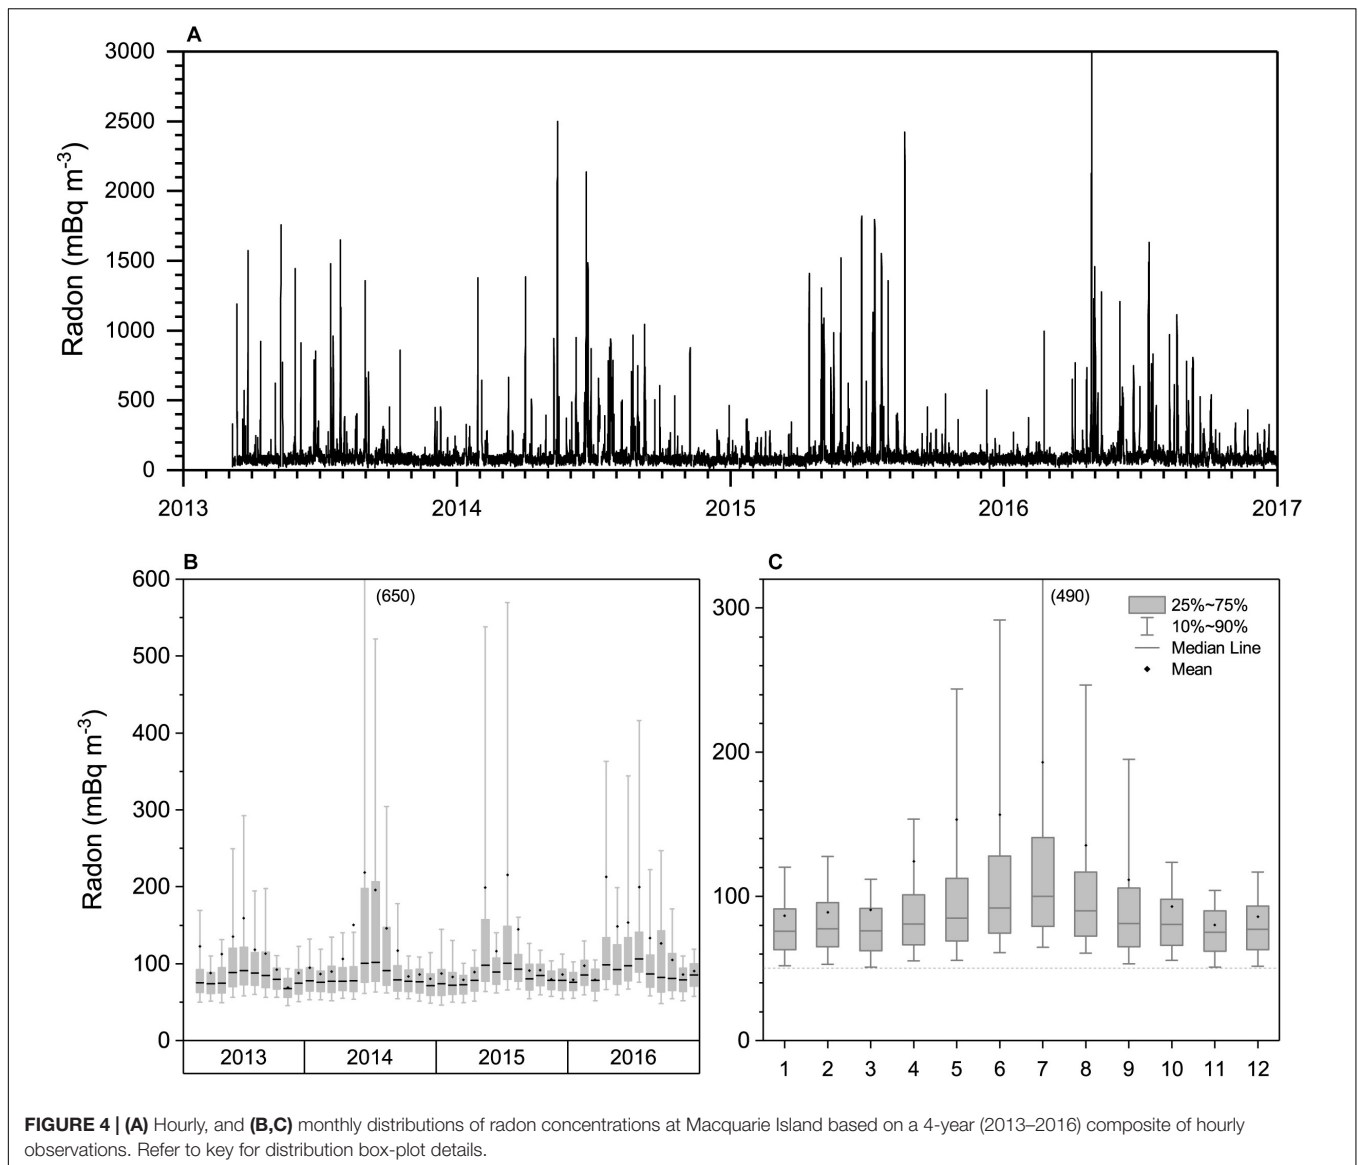 A
3000
2500
2000
1500
1000
500
0
Radon (mBq m-3)
2013 2014 2015 2016 2017
B
600
500
400
300
200
100
0
Radon (mBq m-3)
(650)
2013 2014 2015 2016
C
300
200
100
0
(490)
25%~75%
10%~90%
Median Line
Mean
1 2 3 4 5 6 7 8 9 10 11 12
FIGURE 4 | (A) Hourly, and (B,C) monthly distributions of radon concentrations at Macquarie Island based on a 4-year (2013–2016) composite of hourly
observations. Refer to key for distribution box-plot details.